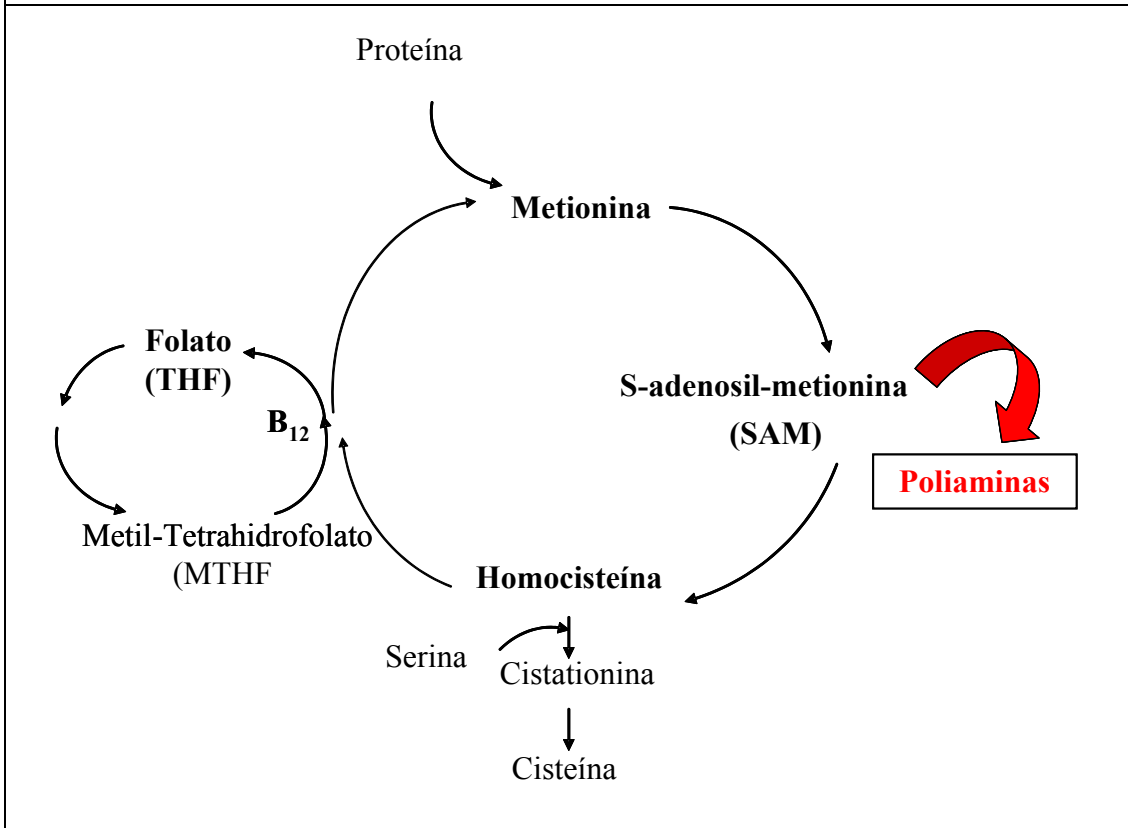 Proteína
Metionina
Folato
(THF)
B12
S-adenosil-metionina
(SAM)
Poliaminas
Metil-Tetrahidrofolato
(MTHF
Homocisteína
Serina
Cistationina
Cisteína